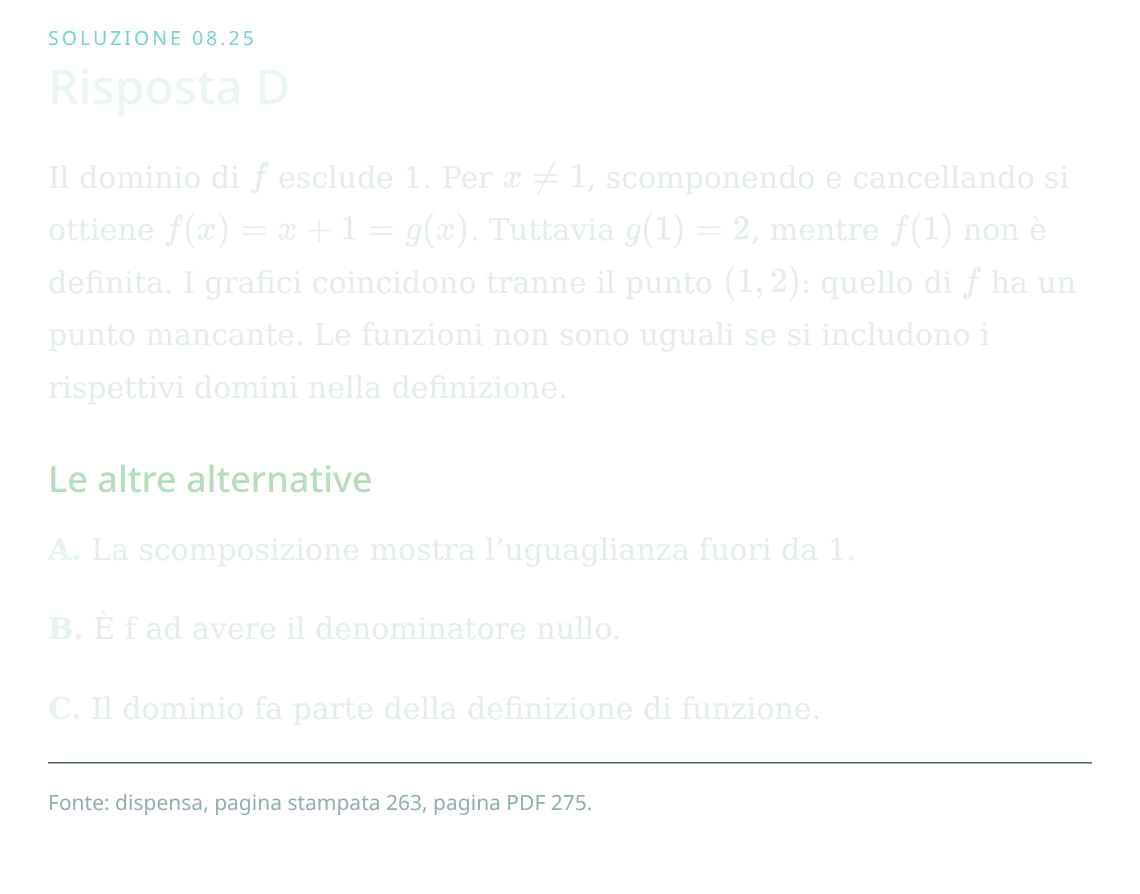 SOLUZIONE 08.25
Risposta D
Il dominio di f esclude 1. Per x ≠ 1, scomponendo e cancellando si
ottiene f(x) = x + 1 = g(x). Tuttavia g(1) = 2, mentre f(1) non è
definita. I grafici coincidono tranne il punto (1, 2): quello di f ha un
punto mancante. Le funzioni non sono uguali se si includono i
rispettivi domini nella definizione.
Le altre alternative
A. La scomposizione mostra l’uguaglianza fuori da 1.
B. È f ad avere il denominatore nullo.
C. Il dominio fa parte della definizione di funzione.
Fonte: dispensa, pagina stampata 263, pagina PDF 275.